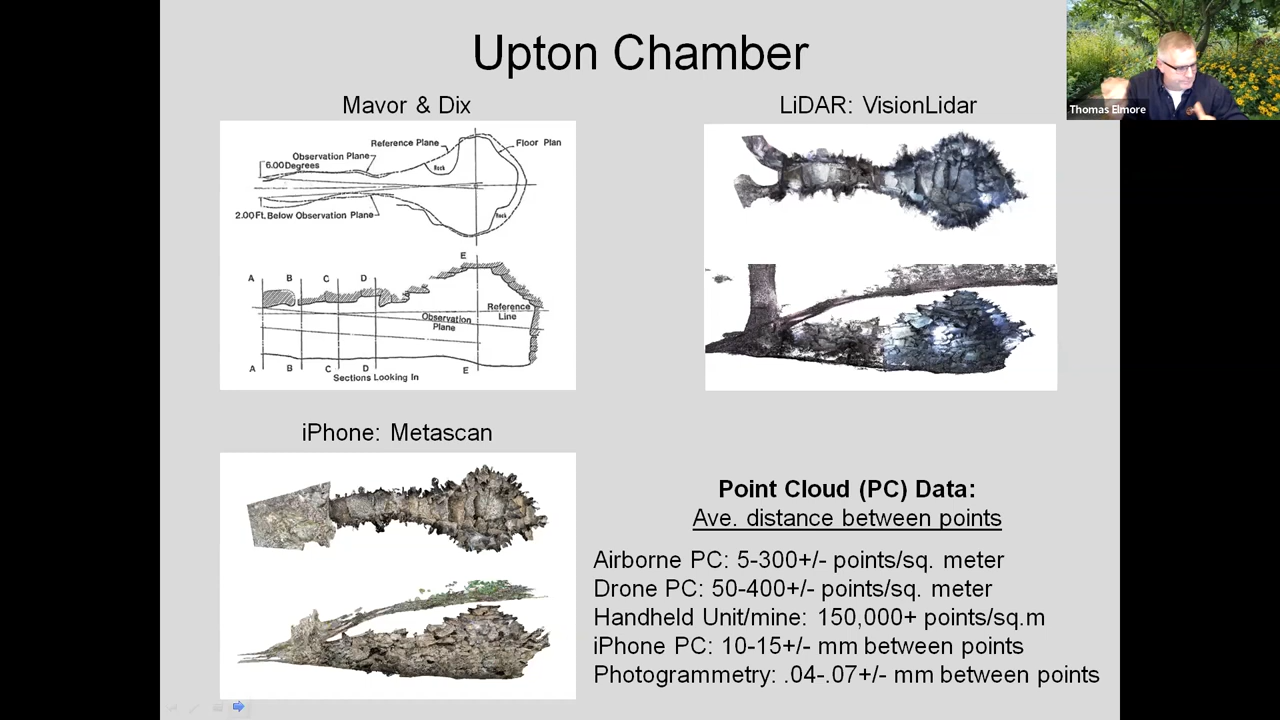 Upton Chamber
Thomas Elmore
Mavor & Dix
Reference Plane
Floor Plan
Observation Plane
6.00 Degrees
Rock
2.00 Ft. Below Observation Plane
Rock
E
A B C D
Reference
Line
Observation
Plane
A B C D E
Sections Looking In
LiDAR: VisionLidar
iPhone: Metascan
Point Cloud (PC) Data:
Ave. distance between points
Airborne PC: 5-300+/- points/sq. meter
Drone PC: 50-400+/- points/sq. meter
Handheld Unit/mine: 150,000+ points/sq.m
iPhone PC: 10-15+/- mm between points
Photogrammetry: .04-.07+/- mm between points